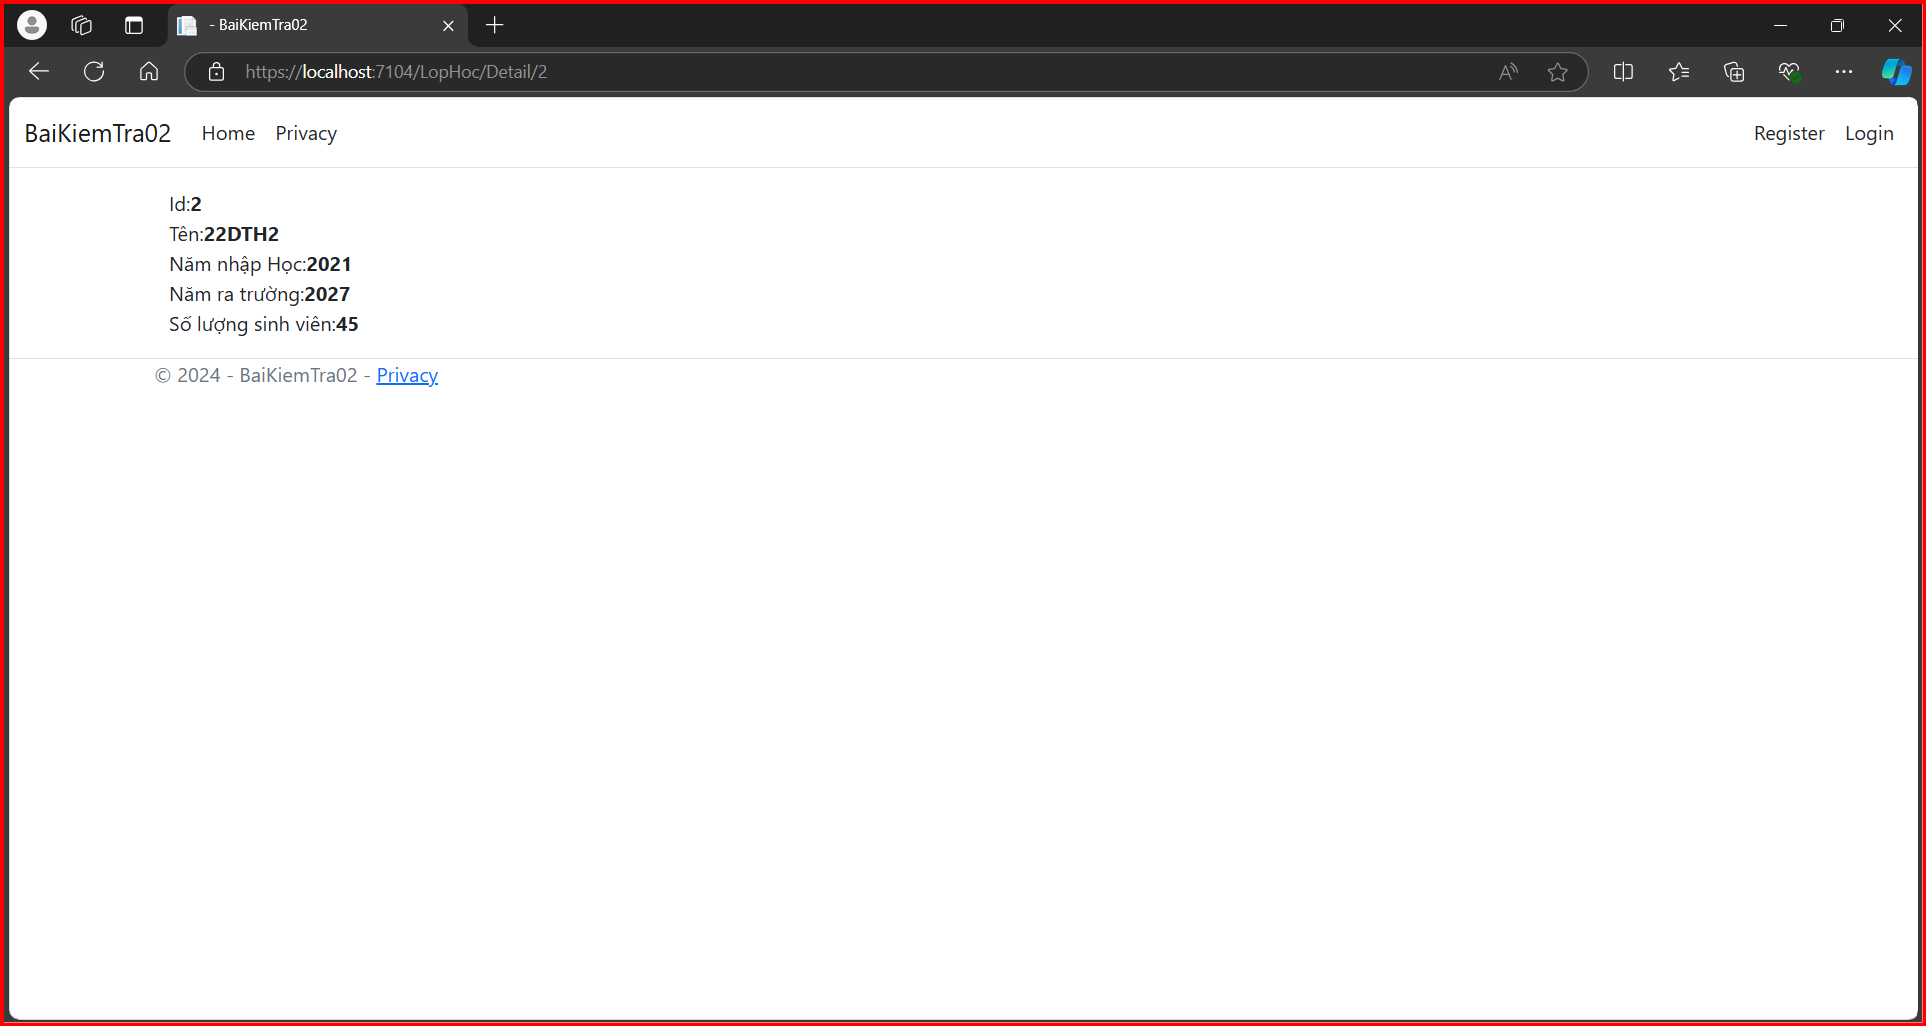 - BaiKiemTra02
https://localhost:7104/LopHoc/Detail/2
BaiKiemTra02 Home Privacy Register Login
Id:2
Tên:22DTH2
Năm nhập Học:2021
Năm ra trường:2027
Số lượng sinh viên:45
© 2024 - BaiKiemTra02 - Privacy